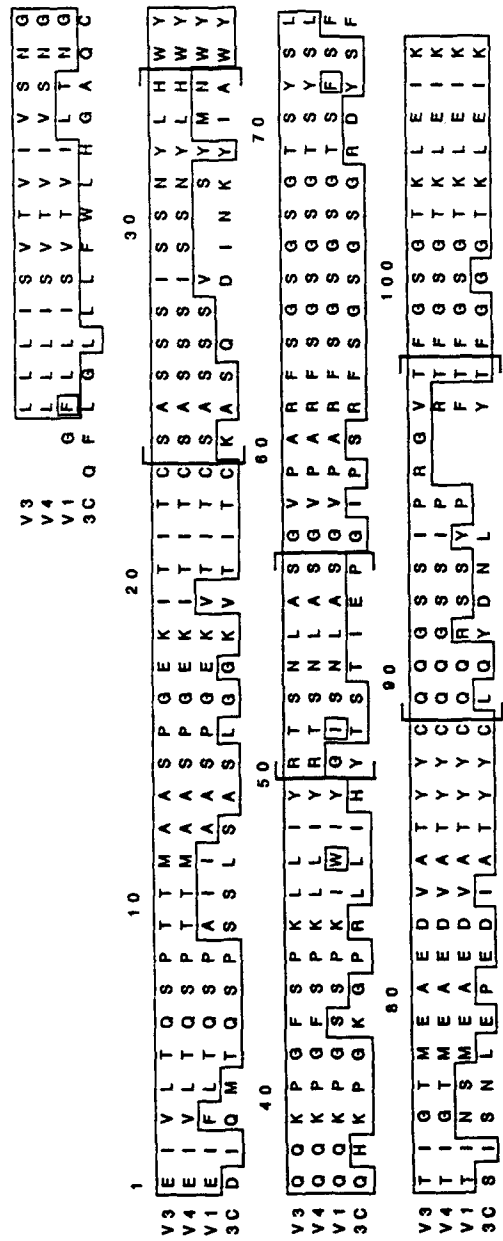 V3 L L L I S V T V I V S N G
V4 L L L I S V T V I V S N G
V1 G F L L I S V T V I L T N G
3C Q F L G L L L F W L H G A Q C
1 10 20 30
V3 E I V L T Q S P T T M A A S P G E K I T I T C S A S S S I S S N Y L H W Y
V4 E I V L T Q S P T T M A A S P G E K I T I T C S A S S S I S S N Y L H W Y
V1 E I F L T Q S P A I I A A S P G E K V T I T C S A S S S V S Y M N W Y
3C D I Q M T Q S P S S L S A S L G G K V T I T C K A S Q D I N K Y I A W Y
40 50 60 70
V3 Q Q K P G F S P K L L I Y R T S N L A S G V P A R F S G S G S G T S Y S L
V4 Q Q K P G F S P K L L I Y R T S N L A S G V P A R F S G S G S G T S Y S L
V1 Q Q K P G S S P K I W I Y G I S N L A S G V P A R F S G S G S G T S F S F
3C Q H K P G K G P R L L I H Y T S T I E P G I P S R F S G S G S G R D Y S F
80 90 100
V3 T I G T M E A E D V A T Y Y C Q Q G S S I P R G V T F G S G T K L E I K
V4 T I G T M E A E D V A T Y Y C Q Q G S S I P R T F G S G T K L E I K
V1 T I N S M E A E D V A T Y Y C Q Q R S S Y P F T F G S G T K L E I K
3C S I S N L E P E D I A T Y Y C L Q Y D N L Y T F G G G T K L E I K